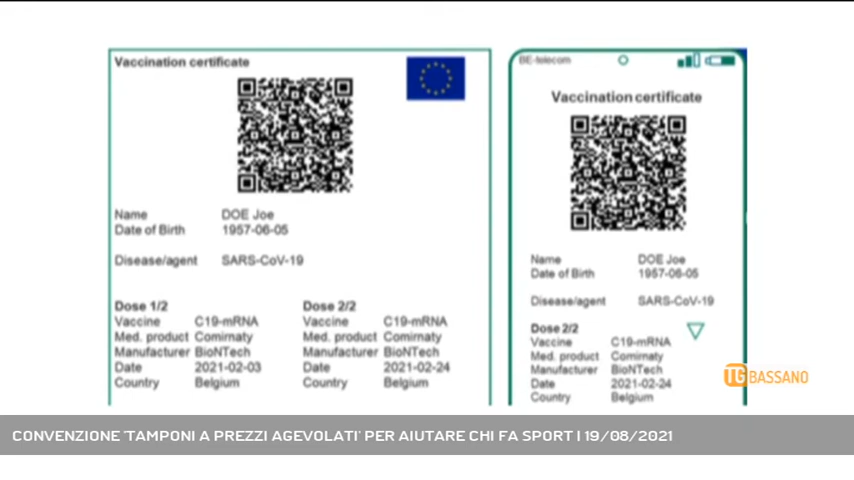 Vaccination certificate
Name DOE Joe
Date of Birth 1957-06-05
Disease/agent SARS-CoV-19
Dose 1/2 Dose 2/2
Vaccine C19-mRNA Vaccine C19-mRNA
Med. product Comirnaty Med. product Comirnaty
Manufacturer BioNTech Manufacturer BioNTech
Date 2021-02-03 Date 2021-02-24
Country Belgium Country Belgium
BE-telecom
Vaccination certificate
Name DOE Joe
Date of Birth 1957-06-05
Disease/agent SARS-CoV-19
Dose 2/2
Vaccine C19-mRNA
Med. product Comirnaty
Manufacturer BioNTech
Date 2021-02-24
Country Belgium
TG BASSANO
CONVENZIONE 'TAMPONI A PREZZI AGEVOLATI' PER AIUTARE CHI FA SPORT | 19/08/2021